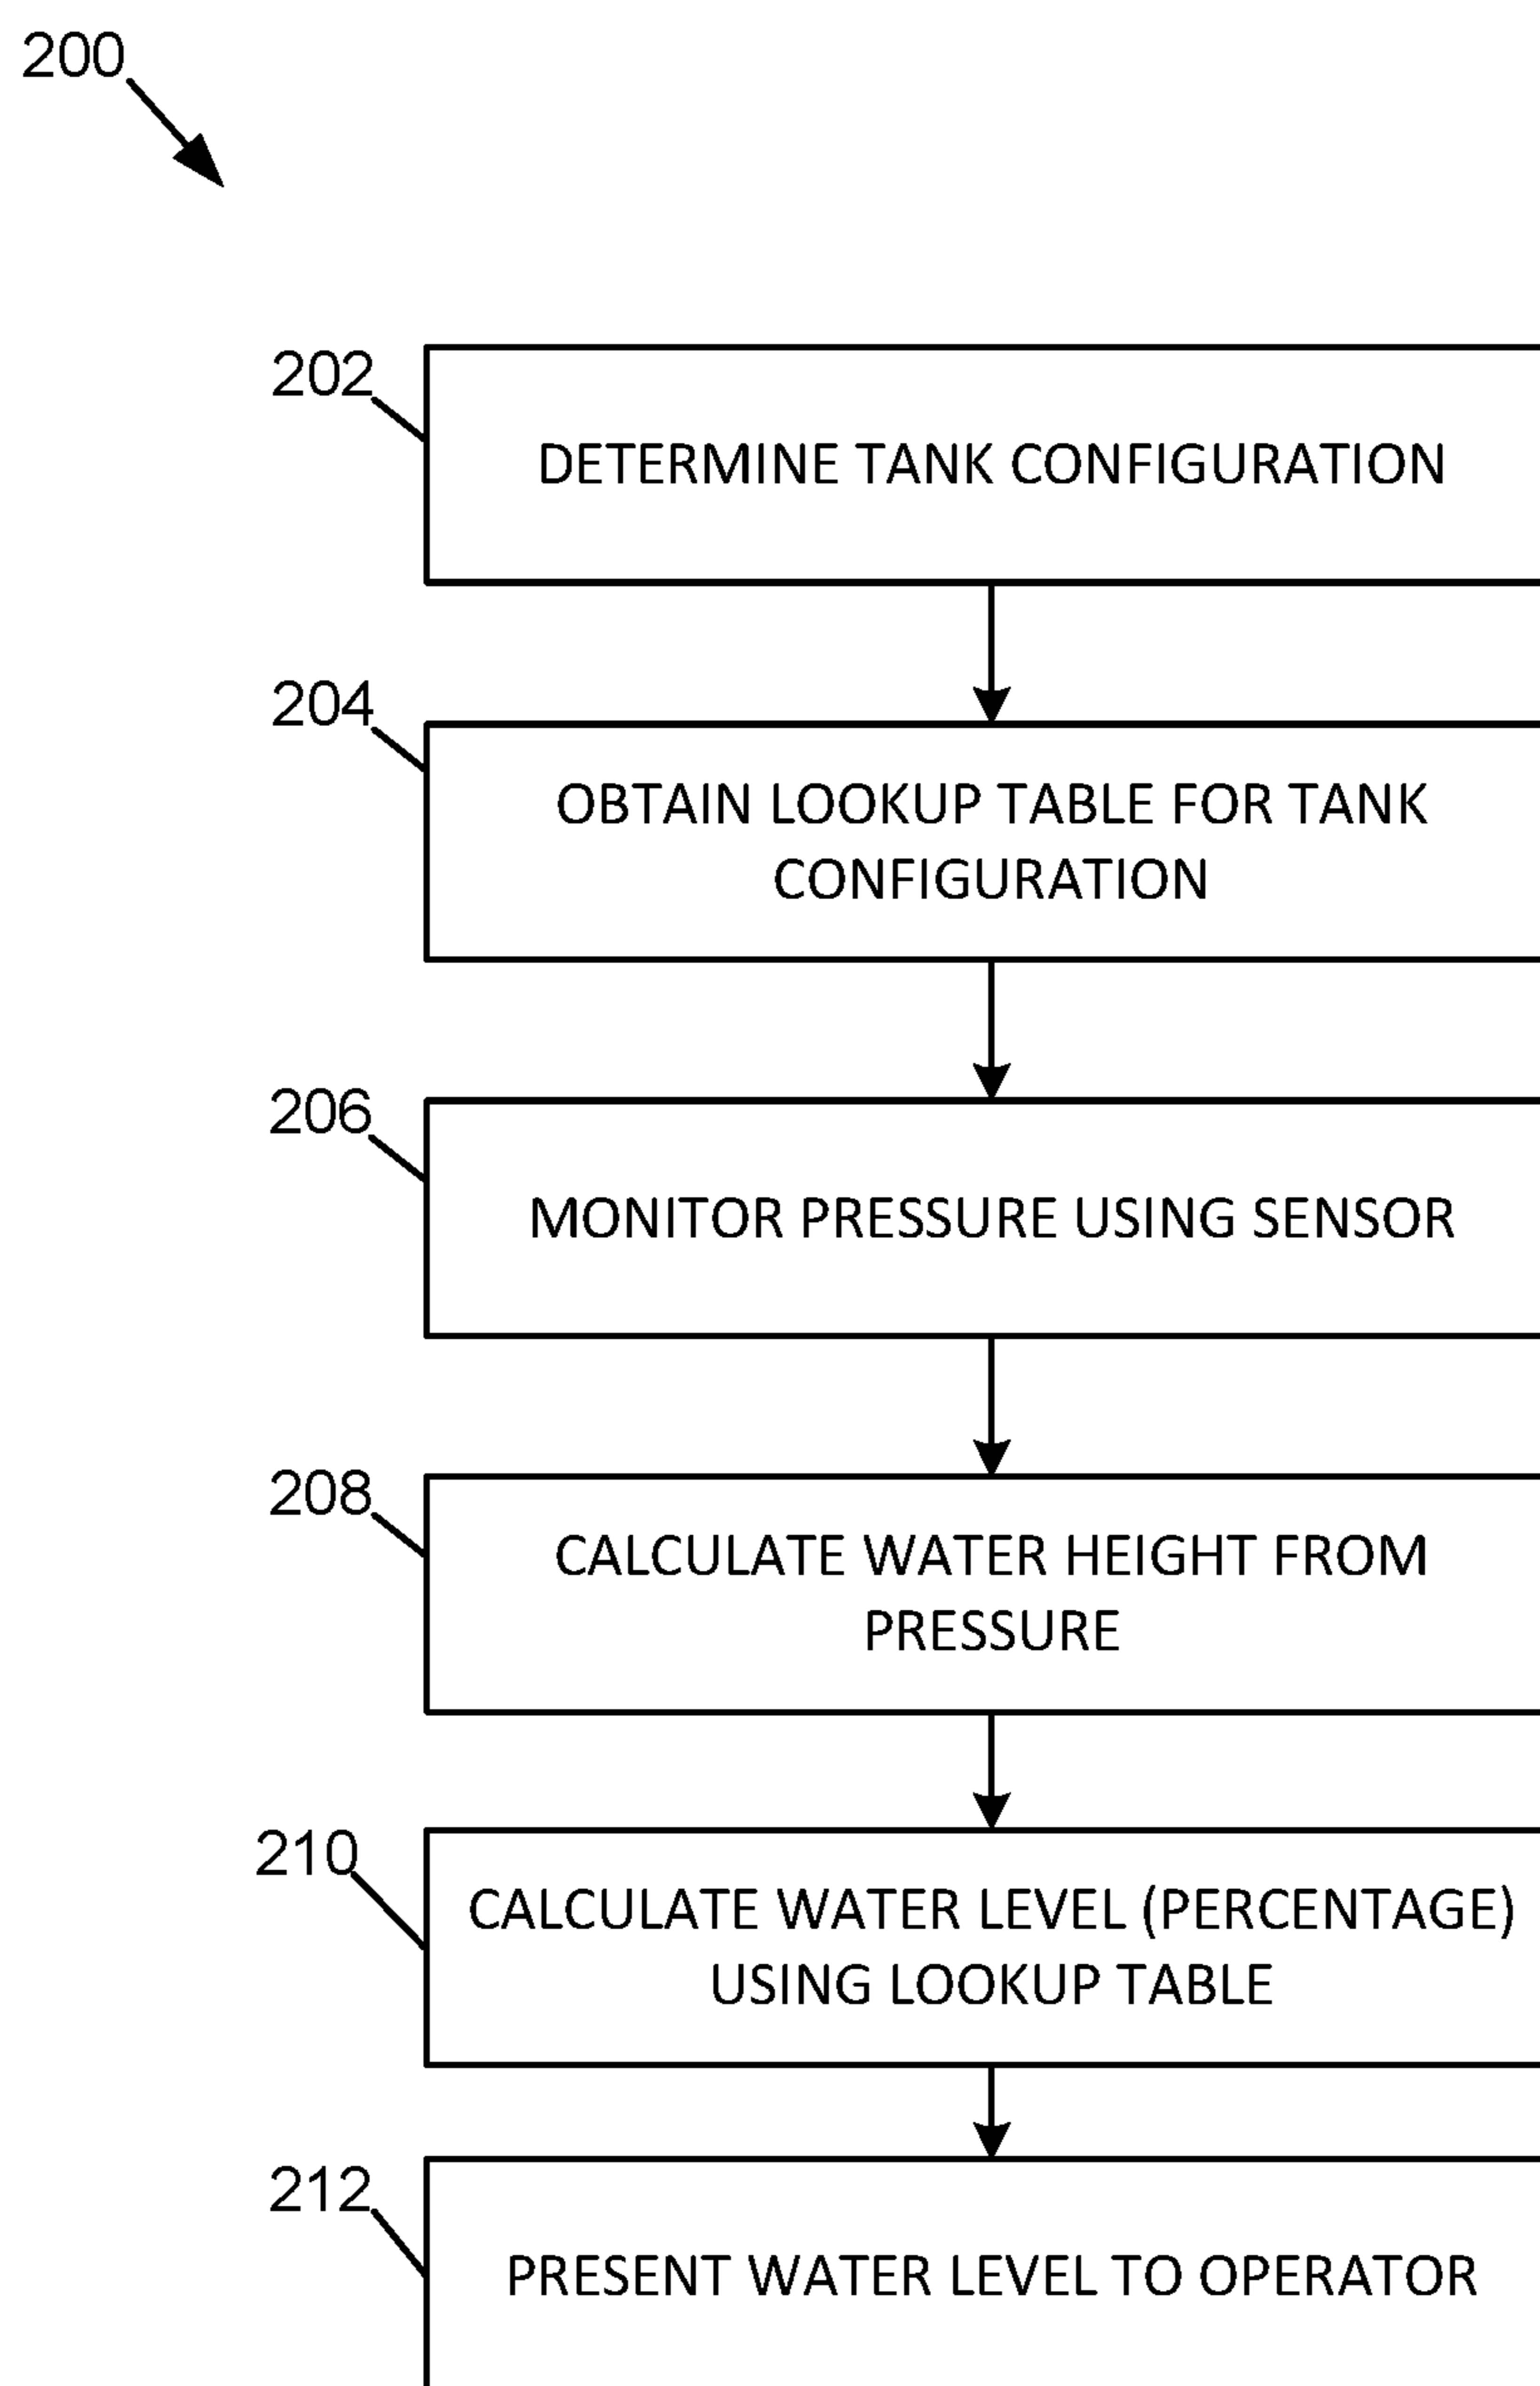 200
202
DETERMINE TANK CONFIGURATION
204
OBTAIN LOOKUP TABLE FOR TANK
CONFIGURATION
206
MONITOR PRESSURE USING SENSOR
208
CALCULATE WATER HEIGHT FROM
PRESSURE
210
CALCULATE WATER LEVEL (PERCENTAGE)
USING LOOKUP TABLE
212
PRESENT WATER LEVEL TO OPERATOR